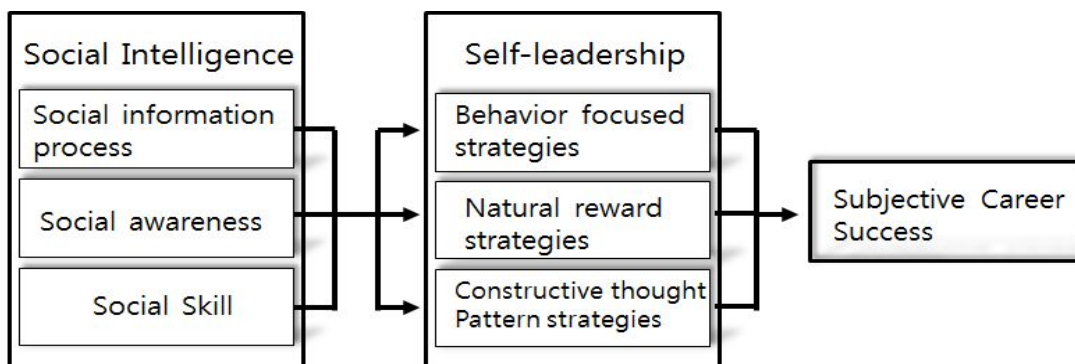 Social Intelligence
Social information
process
Social awareness
Social Skill
Self-leadership
Behavior focused
strategies
Natural reward
strategies
Constructive thought
Pattern strategies
Subjective Career
Success